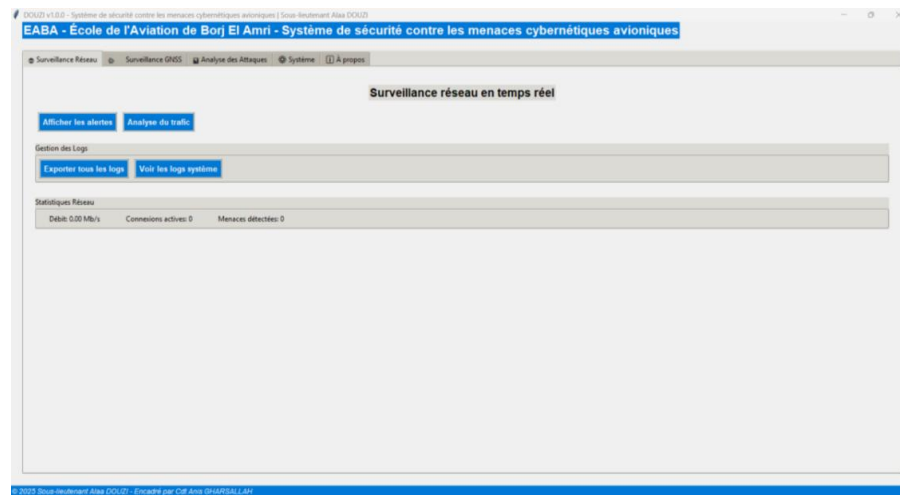 DOUZI v1.0.0 - Système de sécurité contre les menaces cybernétiques avioniques | Sous-lieutenant Alaa DOUZI
EABA - École de l'Aviation de Borj El Amri - Système de sécurité contre les menaces cybernétiques avioniques
Surveillance Réseau Surveillance GNSS Analyse des Attaques Système À propos
Surveillance réseau en temps réel
Afficher les alertes Analyse du trafic
Gestion des Logs
Exporter tous les logs Voir les logs système
Statistiques Réseau
Débit: 0.00 Mb/s Connexions actives: 0 Menaces détectées: 0
© 2025 Sous-lieutenant Alaa DOUZI - Encadré par Cdt Anis GHARSALLAH